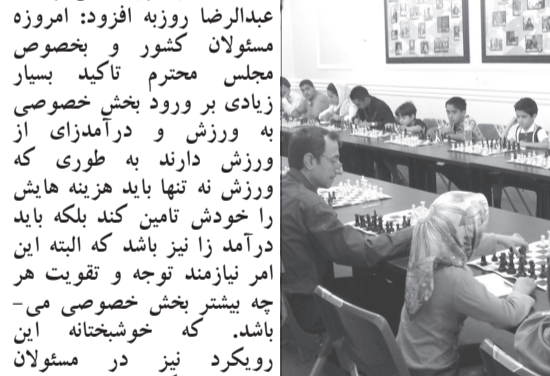 عبدالرضا روزبه افزود: امروزه
مسئولان کشور و بخصوص
مجلس محترم تاکید بسیار
زیادی بر ورود بخش خصوصی
به ورزش و درآمدزای از
ورزش دارند به طوری که
ورزش نه تنها باید هزینه هایش
را خودش تامین کند بلکه باید
درآمد زا نیز باشد که البته این
امر نیازمند توجه و تقویت هر
چه بیشتر بخش خصوصی می-
باشد. که خوشبختانه این
رویکرد نیز در مسئولان